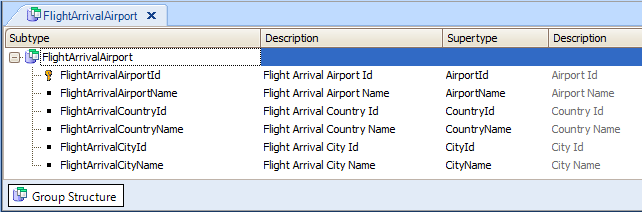 FlightArrivalAirport
Subtype Description Supertype Description
FlightArrivalAirport
FlightArrivalAirportId Flight Arrival Airport Id AirportId Airport Id
FlightArrivalAirportName Flight Arrival Airport Name AirportName Airport Name
FlightArrivalCountryId Flight Arrival Country Id CountryId Country Id
FlightArrivalCountryName Flight Arrival Country Name CountryName Country Name
FlightArrivalCityId Flight Arrival City Id CityId City Id
FlightArrivalCityName Flight Arrival City Name CityName City Name
Group Structure